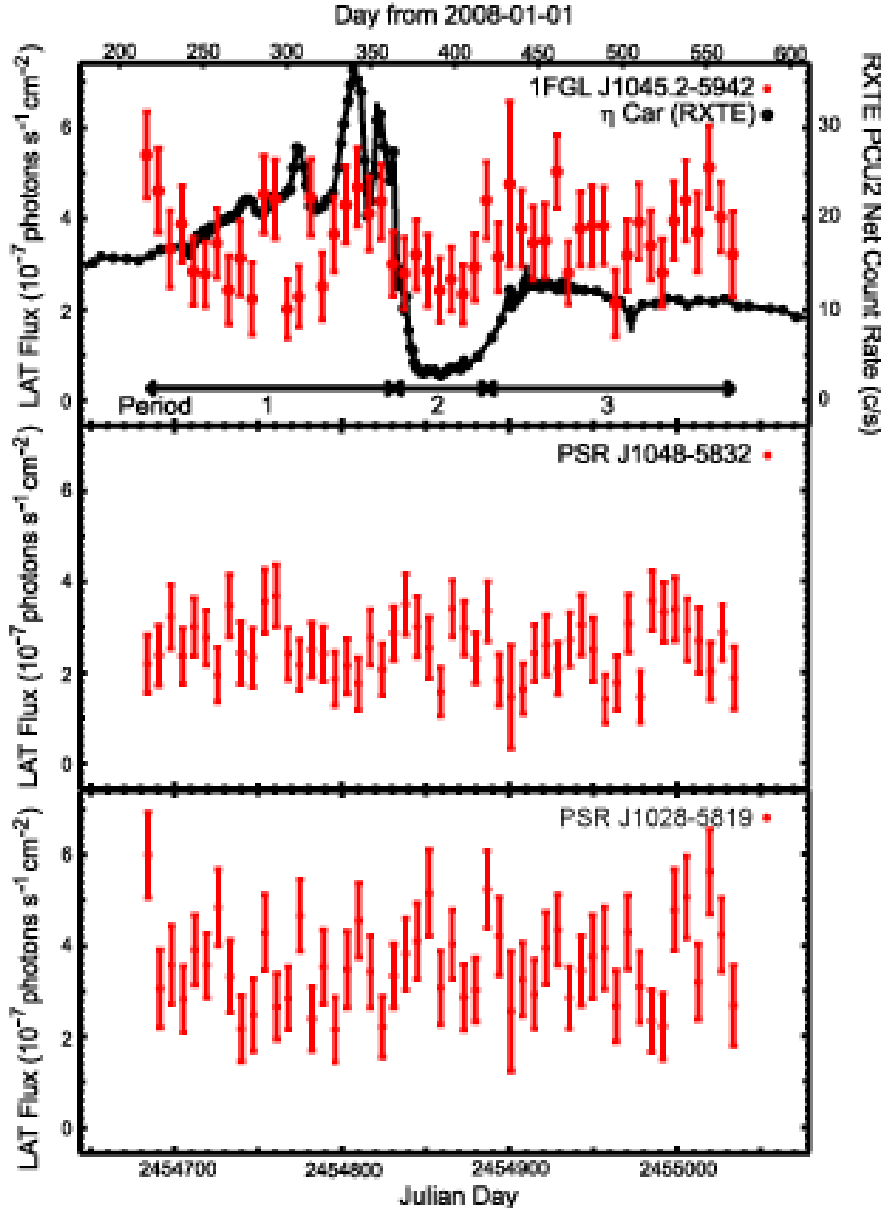 Day from 2008-01-01
200 250 300 350 400 450 500 550 600
1FGL J1045.2-5942
η Car (RXTE)
LAT Flux (10⁻⁷ photons s⁻¹ cm⁻²)
6
4
2
0
RXTE PCU2 Net Count Rate (c/s)
30
20
10
0
Period 1 2 3
PSR J1048-5832
LAT Flux (10⁻⁷ photons s⁻¹ cm⁻²)
6
4
2
0
PSR J1028-5819
LAT Flux (10⁻⁷ photons s⁻¹ cm⁻²)
6
4
2
0
2454700 2454800 2454900 2455000
Julian Day